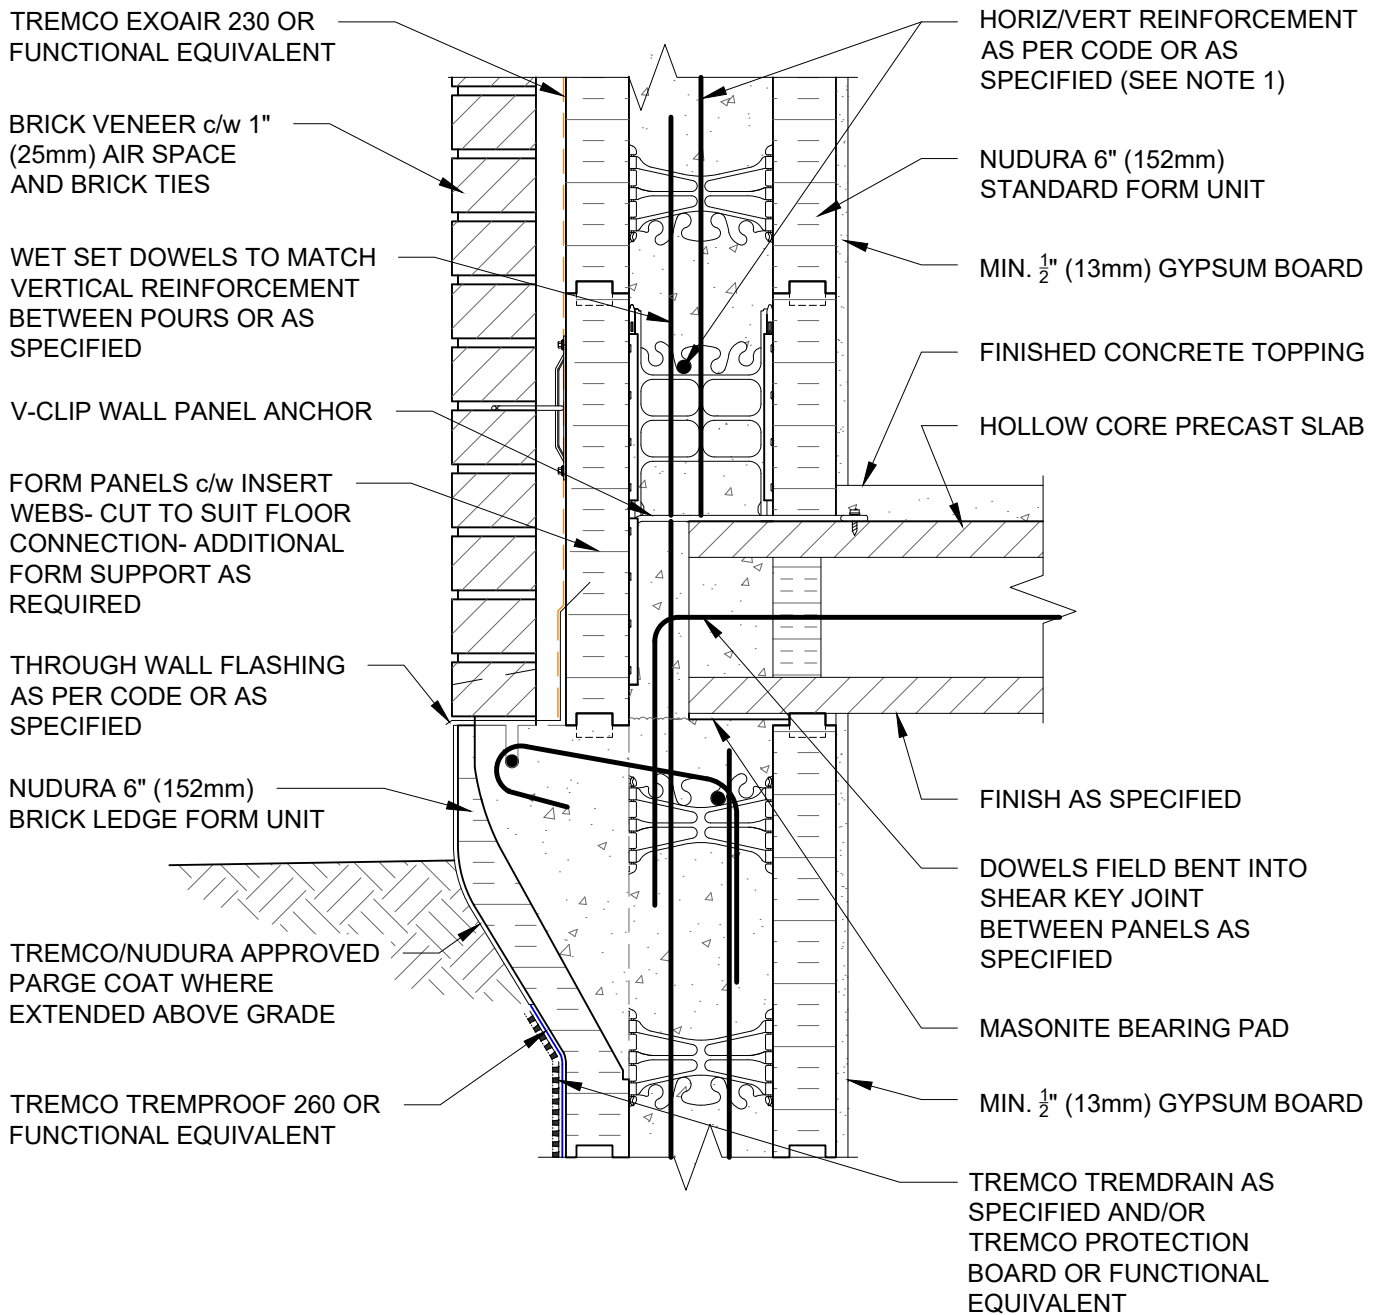 TREMCO EXOAIR 230 OR
FUNCTIONAL EQUIVALENT
BRICK VENEER c/w 1"
(25mm) AIR SPACE
AND BRICK TIES
WET SET DOWELS TO MATCH
VERTICAL REINFORCEMENT
BETWEEN POURS OR AS
SPECIFIED
V-CLIP WALL PANEL ANCHOR
FORM PANELS c/w INSERT
WEBS- CUT TO SUIT FLOOR
CONNECTION- ADDITIONAL
FORM SUPPORT AS
REQUIRED
THROUGH WALL FLASHING
AS PER CODE OR AS
SPECIFIED
NUDURA 6" (152mm)
BRICK LEDGE FORM UNIT
TREMCO/NUDURA APPROVED
PARGE COAT WHERE
EXTENDED ABOVE GRADE
TREMCO TREMPROOF 260 OR
FUNCTIONAL EQUIVALENT
HORIZ/VERT REINFORCEMENT
AS PER CODE OR AS
SPECIFIED (SEE NOTE 1)
NUDURA 6" (152mm)
STANDARD FORM UNIT
MIN. 1/2" (13mm) GYPSUM BOARD
FINISHED CONCRETE TOPPING
HOLLOW CORE PRECAST SLAB
FINISH AS SPECIFIED
DOWELS FIELD BENT INTO
SHEAR KEY JOINT
BETWEEN PANELS AS
SPECIFIED
MASONITE BEARING PAD
MIN. 1/2" (13mm) GYPSUM BOARD
TREMCO TREMDRAIN AS
SPECIFIED AND/OR
TREMCO PROTECTION
BOARD OR FUNCTIONAL
EQUIVALENT